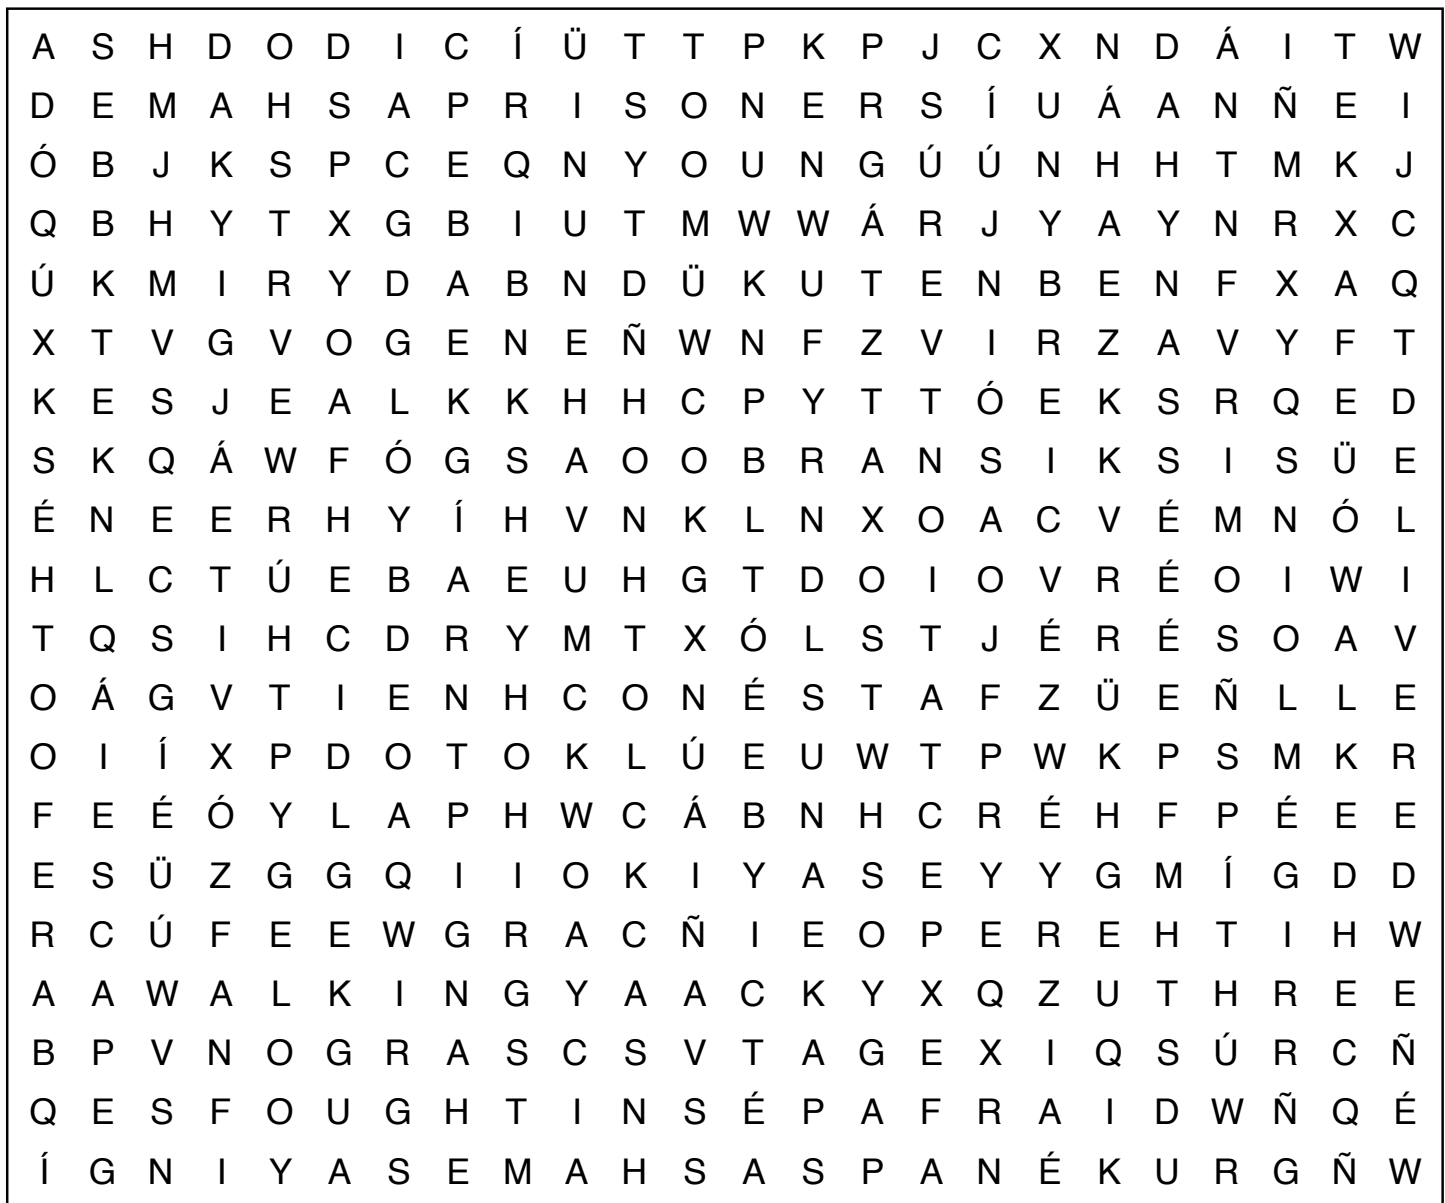 A S H D O D I C Í Ü T T P K P J C X N D Á I T W
D E M A H S A P R I S O N E R S Í U Á A N Ñ E I
Ó B J K S P C E Q N Y O U N G Ú Ú N H H T M K J
Q B H Y T X G B I U T M W W Á R J Y A Y N R X C
Ú K M I R Y D A B N D Ü K U T E N B E N F X A Q
X T V G V O G E N E Ñ W N F Z V I R Z A V Y F T
K E S J E A L K K H H C P Y T T Ó E K S R Q E D
S K Q Á W F Ó G S A O O B R A N S I K S I S Ü E
É N E E R H Y Í H V N K L N X O A C V É M N Ó L
H L C T Ú E B A E U H G T D O I O V R É O I W I
T Q S I H C D R Y M T X Ó L S T J É R É S O A V
O Á G V T I E N H C O N É S T A F Z Ü E Ñ L L E
O I Í X P D O T O K L Ú E U W T P W K P S M K R
F E É Ó Y L A P H W C Á B N H C R É H F P É E E
E S Ü Z G G Q I I O K I Y A S E Y Y G M Í G D D
R C Ú F E E W G R A C Ñ I E O P E R E H T I H W
A A W A L K I N G Y A A C K Y X Q Z U T H R E E
B P V N O G R A S C S V T A G E X I Q S Ú R C Ñ
Q E S F O U G H T I N S É P A F R A I D W Ñ Q É
Í G N I Y A S E M A H S A S P A N É K U R G Ñ W